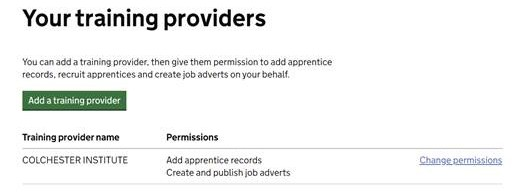 Your training providers
You can add a training provider, then give them permission to add apprentice
records, recruit apprentices and create job adverts on your behalf.
Add a training provider
Training provider name Permissions
COLCHESTER INSTITUTE Add apprentice records Change permissions
Create and publish job adverts